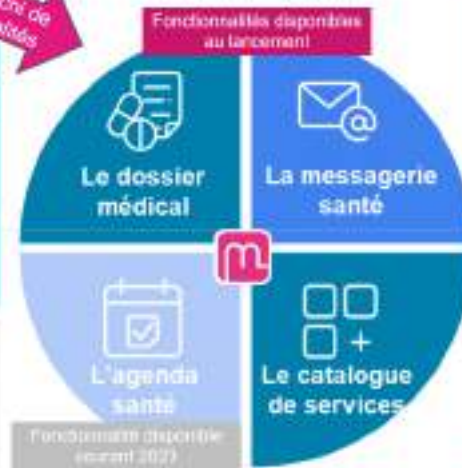 Fonctionnalités disponibles
au lancement
Le dossier
médical
La messagerie
santé
L'agenda
santé
Le catalogue
de services
Fonctionnalité disponible
courant